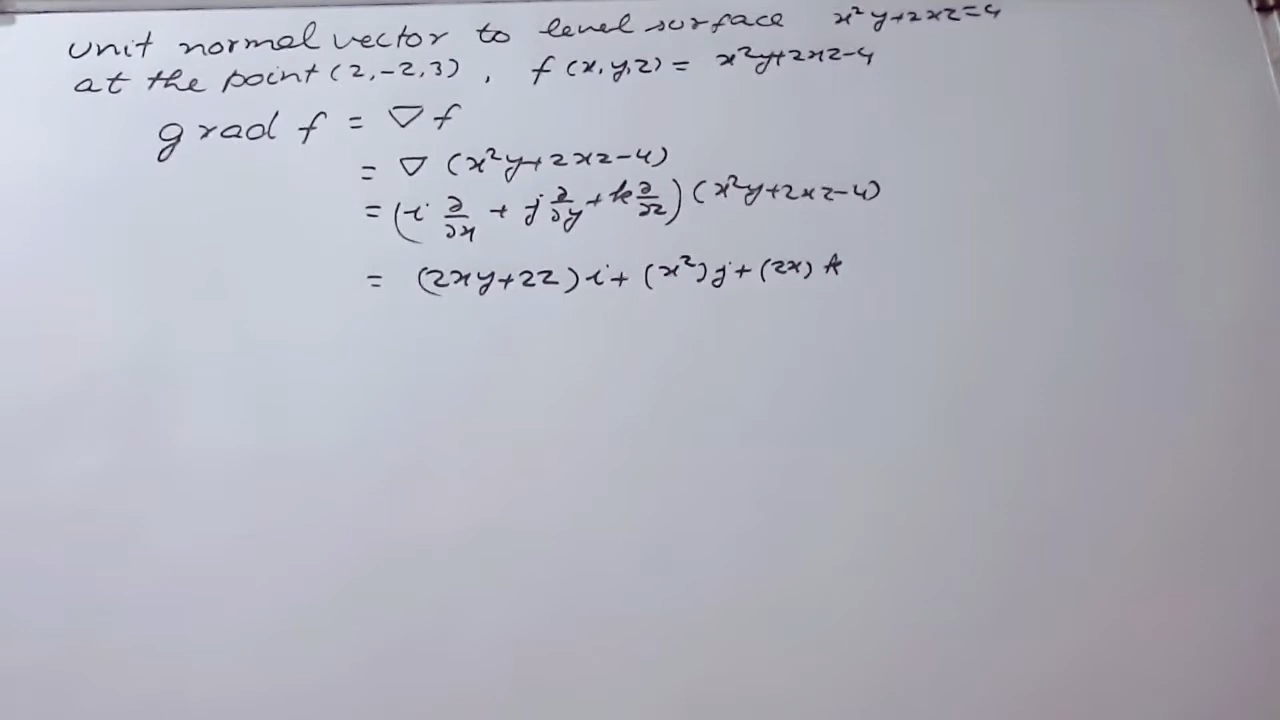 unit normal vector to level surface x²y+2xz=4
at the point (2,-2,3), f(x,y,z) = x²y+2xz-4
grad f = ∇f
= ∇ (x²y+2xz-4)
= (i ∂/∂x + j ∂/∂y + k ∂/∂z) (x²y+2xz-4)
= (2xy+2z)i + (x²)j + (2x) k